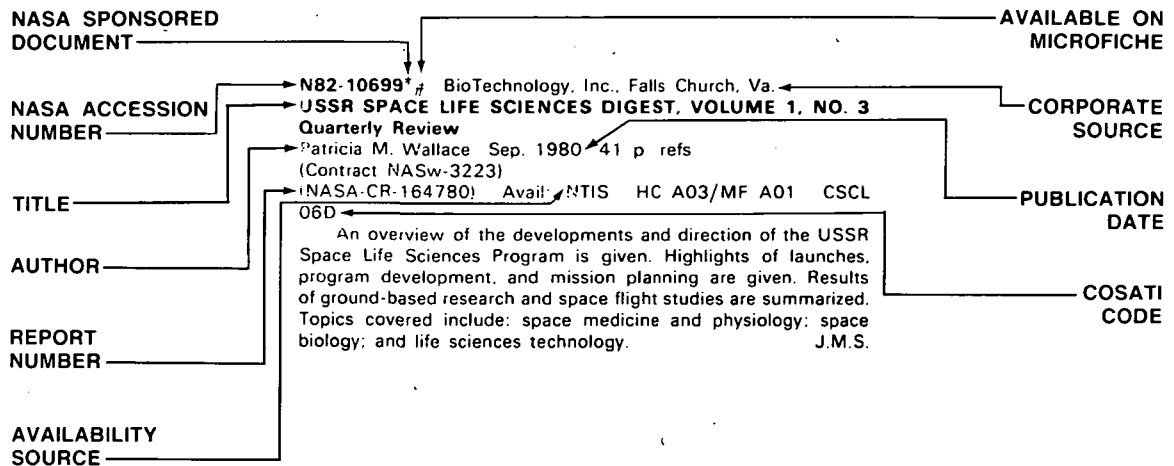 NASA SPONSORED
DOCUMENT
AVAILABLE ON
MICROFICHE
NASA ACCESSION
NUMBER
N82-10699*# BioTechnology, Inc., Falls Church, Va.
CORPORATE
SOURCE
TITLE
USSR SPACE LIFE SCIENCES DIGEST, VOLUME 1, NO. 3
Quarterly Review
AUTHOR
Patricia M. Wallace Sep. 1980 41 p refs
(Contract NASw-3223)
PUBLICATION
DATE
REPORT
NUMBER
(NASA-CR-164780) Avail: NTIS HC A03/MF A01 CSCL
06D
COSATI
CODE
An overview of the developments and direction of the USSR
Space Life Sciences Program is given. Highlights of launches,
program development, and mission planning are given. Results
of ground-based research and space flight studies are summarized.
Topics covered include: space medicine and physiology; space
biology; and life sciences technology. J.M.S.
AVAILABILITY
SOURCE